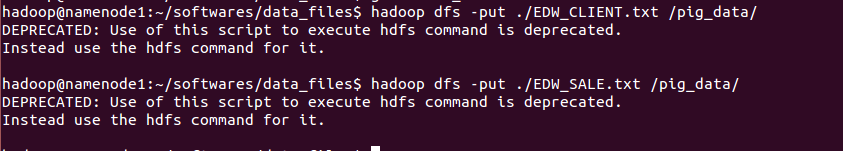 hadoop@namenode1:~/softwares/data_files$ hadoop dfs -put ./EDW_CLIENT.txt /pig_data/
DEPRECATED: Use of this script to execute hdfs command is deprecated.
Instead use the hdfs command for it.
hadoop@namenode1:~/softwares/data_files$ hadoop dfs -put ./EDW_SALE.txt /pig_data/
DEPRECATED: Use of this script to execute hdfs command is deprecated.
Instead use the hdfs command for it.